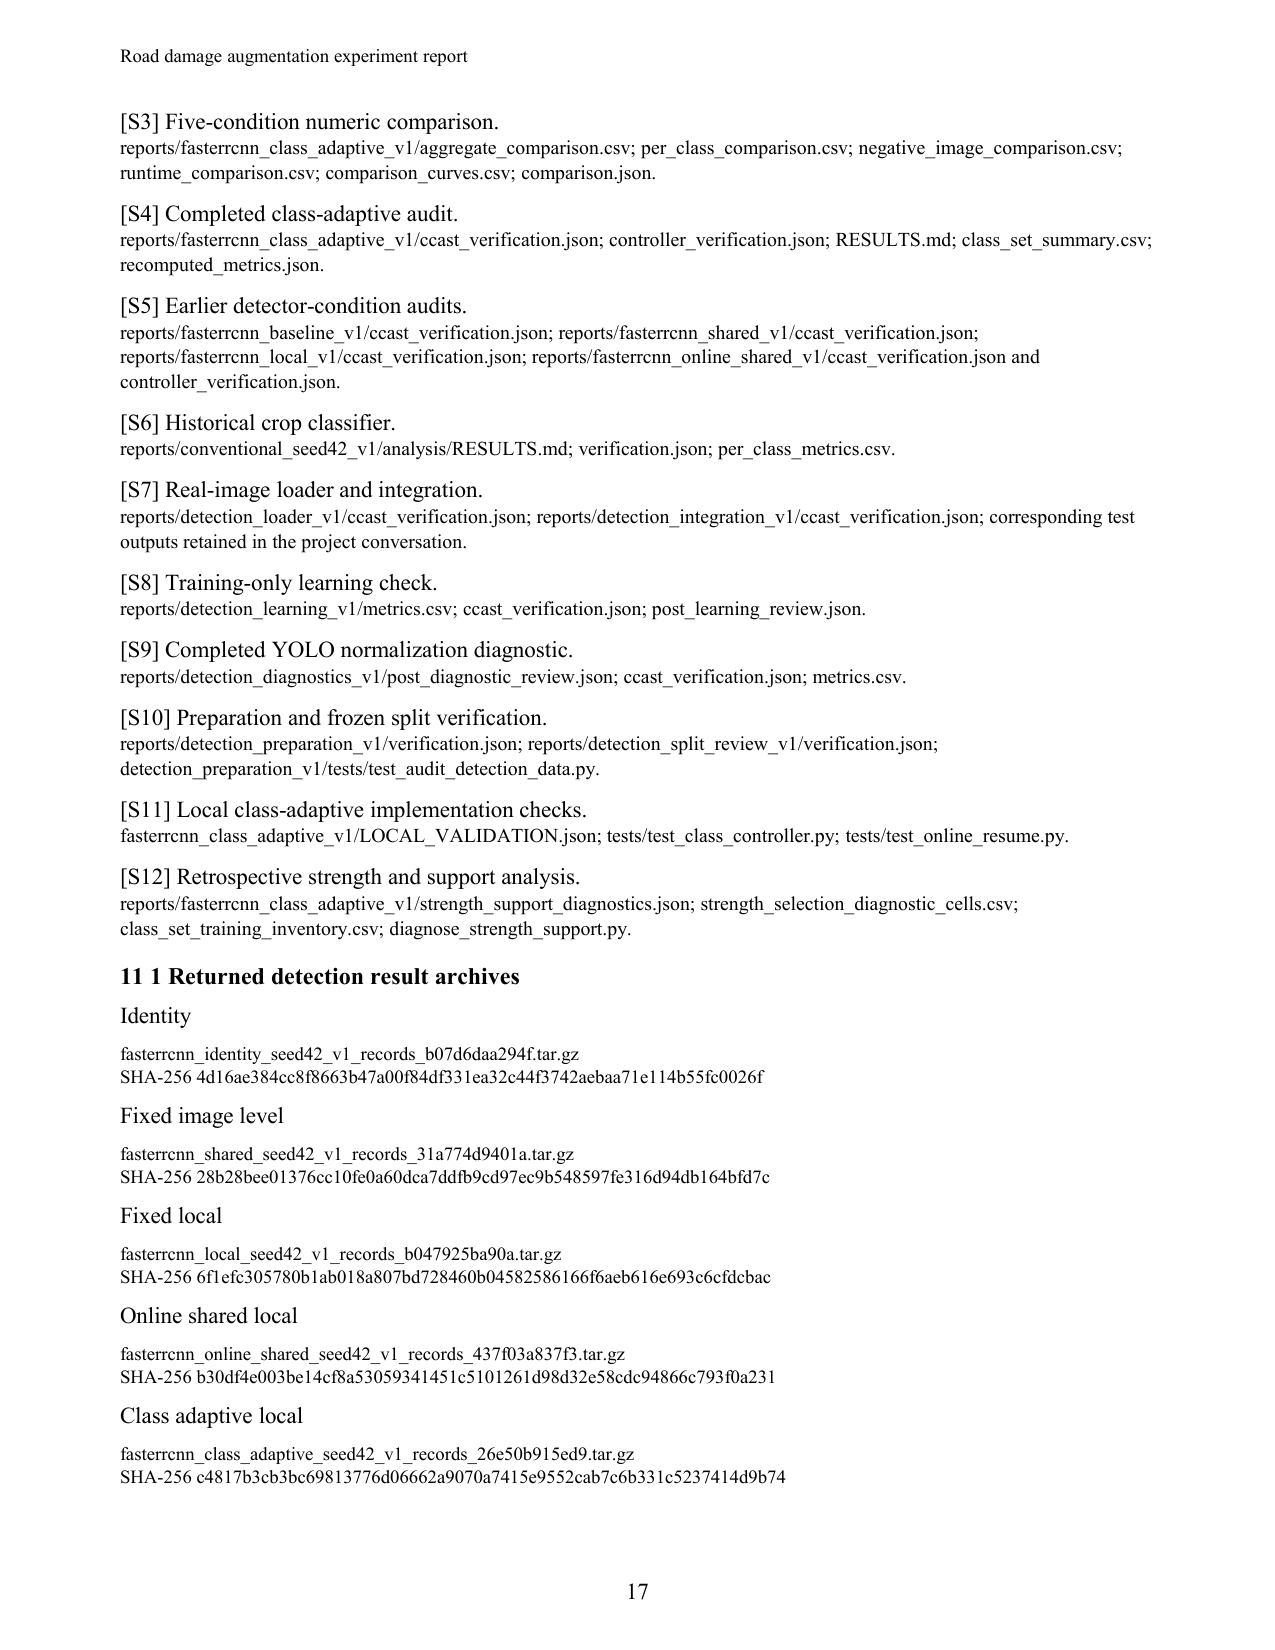 Road damage augmentation experiment report
[S3] Five-condition numeric comparison.
reports/fasterrcnn_class_adaptive_v1/aggregate_comparison.csv; per_class_comparison.csv; negative_image_comparison.csv;
runtime_comparison.csv; comparison_curves.csv; comparison.json.
[S4] Completed class-adaptive audit.
reports/fasterrcnn_class_adaptive_v1/ccast_verification.json; controller_verification.json; RESULTS.md; class_set_summary.csv;
recomputed_metrics.json.
[S5] Earlier detector-condition audits.
reports/fasterrcnn_baseline_v1/ccast_verification.json; reports/fasterrcnn_shared_v1/ccast_verification.json;
reports/fasterrcnn_local_v1/ccast_verification.json; reports/fasterrcnn_online_shared_v1/ccast_verification.json and
controller_verification.json.
[S6] Historical crop classifier.
reports/conventional_seed42_v1/analysis/RESULTS.md; verification.json; per_class_metrics.csv.
[S7] Real-image loader and integration.
reports/detection_loader_v1/ccast_verification.json; reports/detection_integration_v1/ccast_verification.json; corresponding test
outputs retained in the project conversation.
[S8] Training-only learning check.
reports/detection_learning_v1/metrics.csv; ccast_verification.json; post_learning_review.json.
[S9] Completed YOLO normalization diagnostic.
reports/detection_diagnostics_v1/post_diagnostic_review.json; ccast_verification.json; metrics.csv.
[S10] Preparation and frozen split verification.
reports/detection_preparation_v1/verification.json; reports/detection_split_review_v1/verification.json;
detection_preparation_v1/tests/test_audit_detection_data.py.
[S11] Local class-adaptive implementation checks.
fasterrcnn_class_adaptive_v1/LOCAL_VALIDATION.json; tests/test_class_controller.py; tests/test_online_resume.py.
[S12] Retrospective strength and support analysis.
reports/fasterrcnn_class_adaptive_v1/strength_support_diagnostics.json; strength_selection_diagnostic_cells.csv;
class_set_training_inventory.csv; diagnose_strength_support.py.
11 1 Returned detection result archives
Identity
fasterrcnn_identity_seed42_v1_records_b07d6daa294f.tar.gz
SHA-256 4d16ae384cc8f8663b47a00f84df331ea32c44f3742aebaa71e114b55fc0026f
Fixed image level
fasterrcnn_shared_seed42_v1_records_31a774d9401a.tar.gz
SHA-256 28b28bee01376cc10fe0a60dca7ddfb9cd97ec9b548597fe316d94db164bfd7c
Fixed local
fasterrcnn_local_seed42_v1_records_b047925ba90a.tar.gz
SHA-256 6f1efc305780b1ab018a807bd728460b04582586166f6aeb616e693c6cfdcbac
Online shared local
fasterrcnn_online_shared_seed42_v1_records_437f03a837f3.tar.gz
SHA-256 b30df4e003be14cf8a53059341451c5101261d98d32e58cdc94866c793f0a231
Class adaptive local
fasterrcnn_class_adaptive_seed42_v1_records_26e50b915ed9.tar.gz
SHA-256 c4817b3cb3bc69813776d06662a9070a7415e9552cab7c6b331c5237414d9b74
17